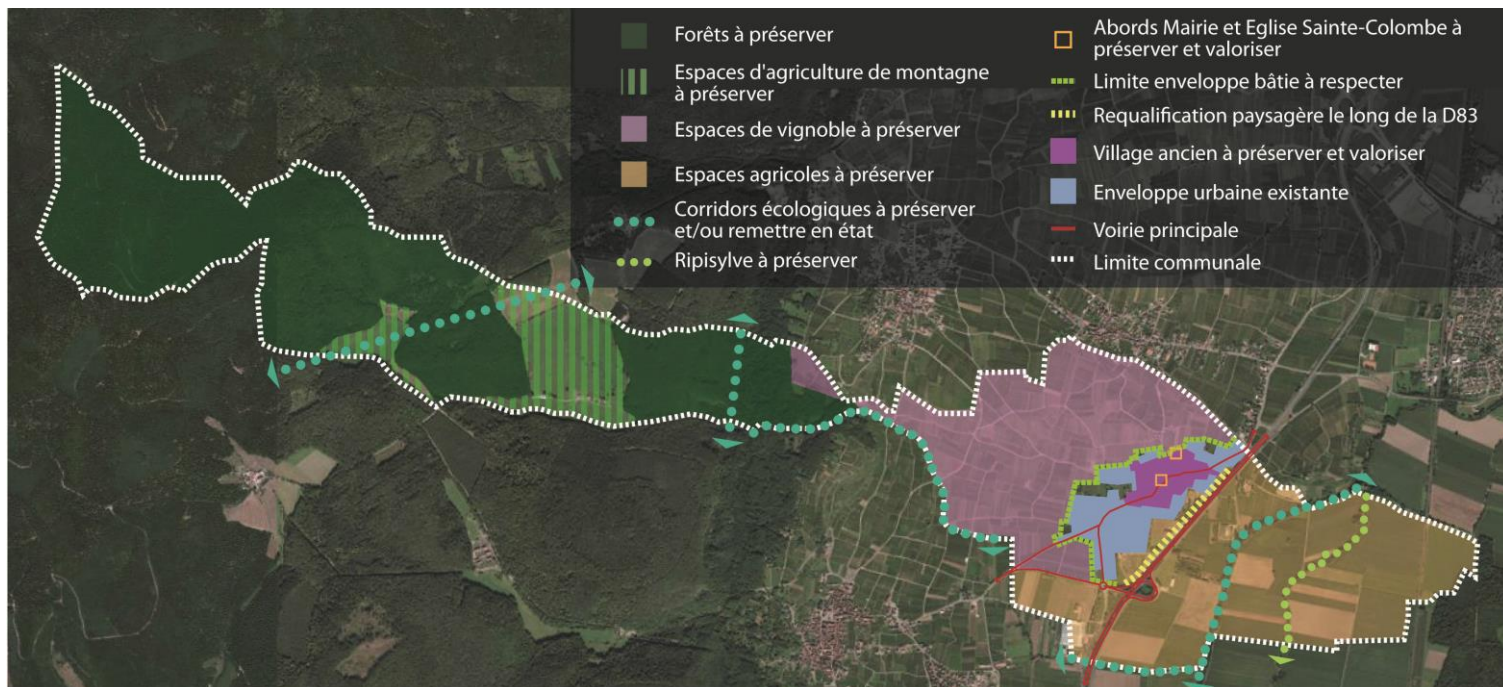 Forêts à préserver
Espaces d'agriculture de montagne
à préserver
Espaces de vignoble à préserver
Espaces agricoles à préserver
Corridors écologiques à préserver
et/ou remettre en état
Ripisylve à préserver
Abords Mairie et Eglise Sainte-Colombe à
préserver et valoriser
Limite enveloppe bâtie à respecter
Requalification paysagère le long de la D83
Village ancien à préserver et valoriser
Enveloppe urbaine existante
Voirie principale
Limite communale